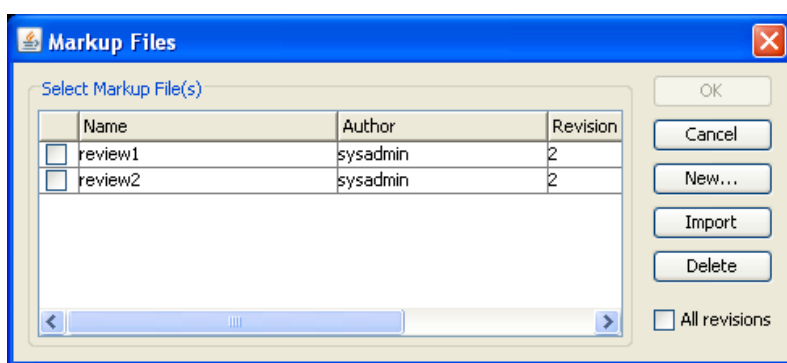 Markup Files
Select Markup File(s)
Name Author Revision
review1 sysadmin 2
review2 sysadmin 2
OK
Cancel
New...
Import
Delete
All revisions